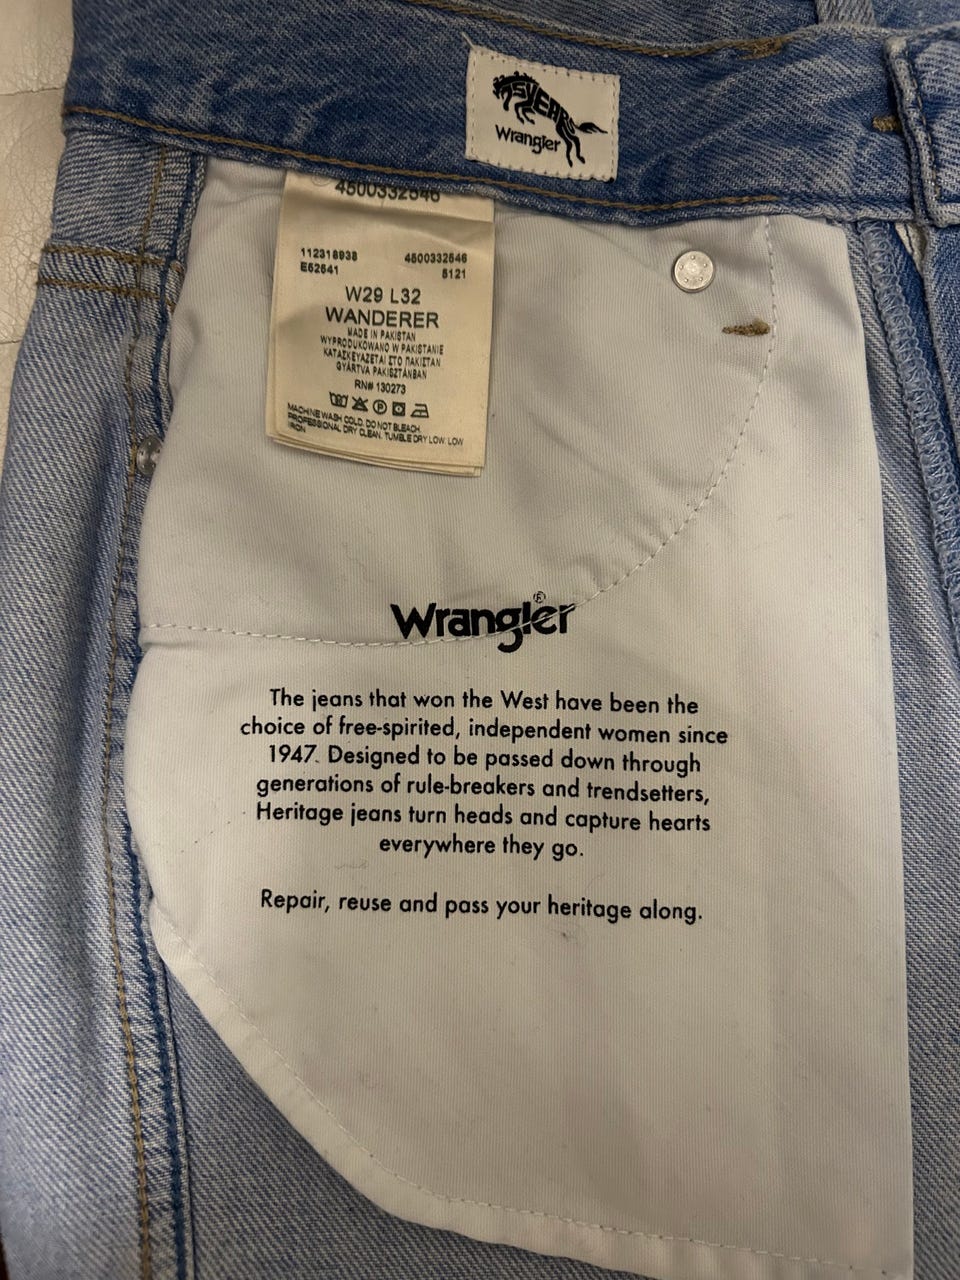 75YEARS
Wrangler
4500332546
112318938 4500332546
E52541 5121
W29 L32
WANDERER
MADE IN PAKISTAN
WYPRODUKOWANO W PAKISTANIE
ΚΑΤΑΣΚΕΥΑΖΕΤΑΙ ΣΤΟ ΠΑΚΙΣΤΑΝ
GYÁRTVA PAKISZTÁNBAN
RN# 130273
P
MACHINE WASH COLD. DO NOT BLEACH.
PROFESSIONAL DRY CLEAN. TUMBLE DRY LOW. LOW
IRON
Wrangler®
The jeans that won the West have been the
choice of free-spirited, independent women since
1947. Designed to be passed down through
generations of rule-breakers and trendsetters,
Heritage jeans turn heads and capture hearts
everywhere they go.
Repair, reuse and pass your heritage along.